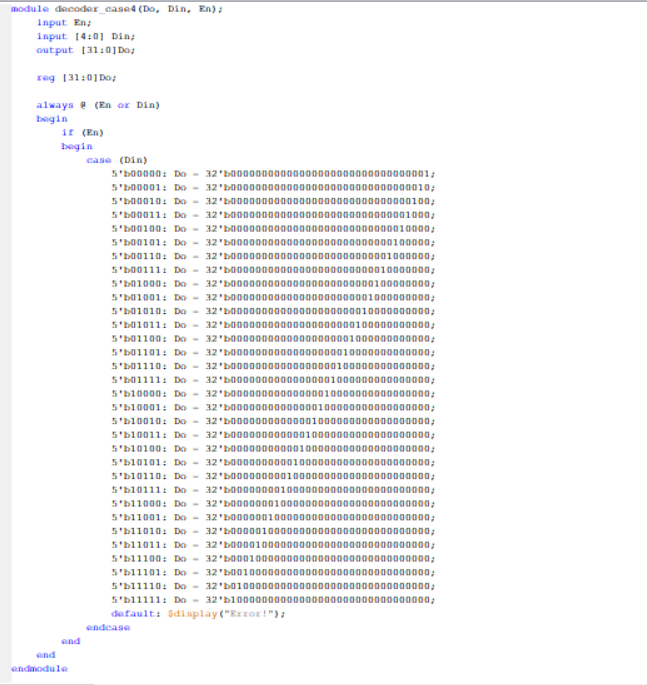 module decoder_case4(Do, Din, En);
input En;
input [4:0] Din;
output [31:0]Do;
reg [31:0]Do;
always @ (En or Din)
begin
if (En)
begin
case (Din)
5'b00000: Do = 32'b00000000000000000000000000000001;
5'b00001: Do = 32'b00000000000000000000000000000010;
5'b00010: Do = 32'b00000000000000000000000000000100;
5'b00011: Do = 32'b00000000000000000000000000001000;
5'b00100: Do = 32'b00000000000000000000000000010000;
5'b00101: Do = 32'b00000000000000000000000000100000;
5'b00110: Do = 32'b00000000000000000000000001000000;
5'b00111: Do = 32'b00000000000000000000000010000000;
5'b01000: Do = 32'b00000000000000000000000100000000;
5'b01001: Do = 32'b00000000000000000000001000000000;
5'b01010: Do = 32'b00000000000000000000010000000000;
5'b01011: Do = 32'b00000000000000000000100000000000;
5'b01100: Do = 32'b00000000000000000001000000000000;
5'b01101: Do = 32'b00000000000000000010000000000000;
5'b01110: Do = 32'b00000000000000000100000000000000;
5'b01111: Do = 32'b00000000000000001000000000000000;
5'b10000: Do = 32'b00000000000000010000000000000000;
5'b10001: Do = 32'b00000000000000100000000000000000;
5'b10010: Do = 32'b00000000000001000000000000000000;
5'b10011: Do = 32'b00000000000010000000000000000000;
5'b10100: Do = 32'b00000000000100000000000000000000;
5'b10101: Do = 32'b00000000001000000000000000000000;
5'b10110: Do = 32'b00000000010000000000000000000000;
5'b10111: Do = 32'b00000000100000000000000000000000;
5'b11000: Do = 32'b00000001000000000000000000000000;
5'b11001: Do = 32'b00000010000000000000000000000000;
5'b11010: Do = 32'b00000100000000000000000000000000;
5'b11011: Do = 32'b00001000000000000000000000000000;
5'b11100: Do = 32'b00010000000000000000000000000000;
5'b11101: Do = 32'b00100000000000000000000000000000;
5'b11110: Do = 32'b01000000000000000000000000000000;
5'b11111: Do = 32'b10000000000000000000000000000000;
default: $display("Error!");
endcase
end
end
endmodule